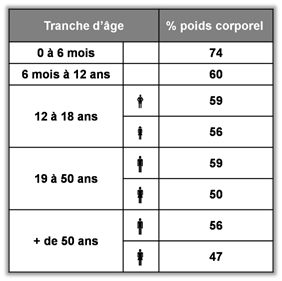 Tranche d'âge % poids corporel
0 à 6 mois 74
6 mois à 12 ans 60
12 à 18 ans 59
56
19 à 50 ans 59
50
+ de 50 ans 56
47